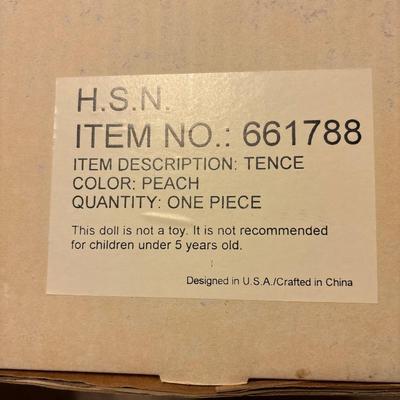 H.S.N.
ITEM NO.: 661788
ITEM DESCRIPTION: TENCE
COLOR: PEACH
QUANTITY: ONE PIECE
This doll is not a toy. It is not recommended
for children under 5 years old.
Designed in U.S.A./Crafted in China